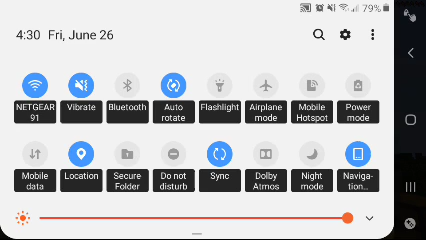 79%
4:30 Fri, June 26
NETGEAR Vibrate Bluetooth Auto Flashlight Airplane Mobile Power
91 rotate mode Hotspot mode
Mobile Location Secure Do not Sync Dolby Night Naviga-
data Folder disturb Atmos mode tion...